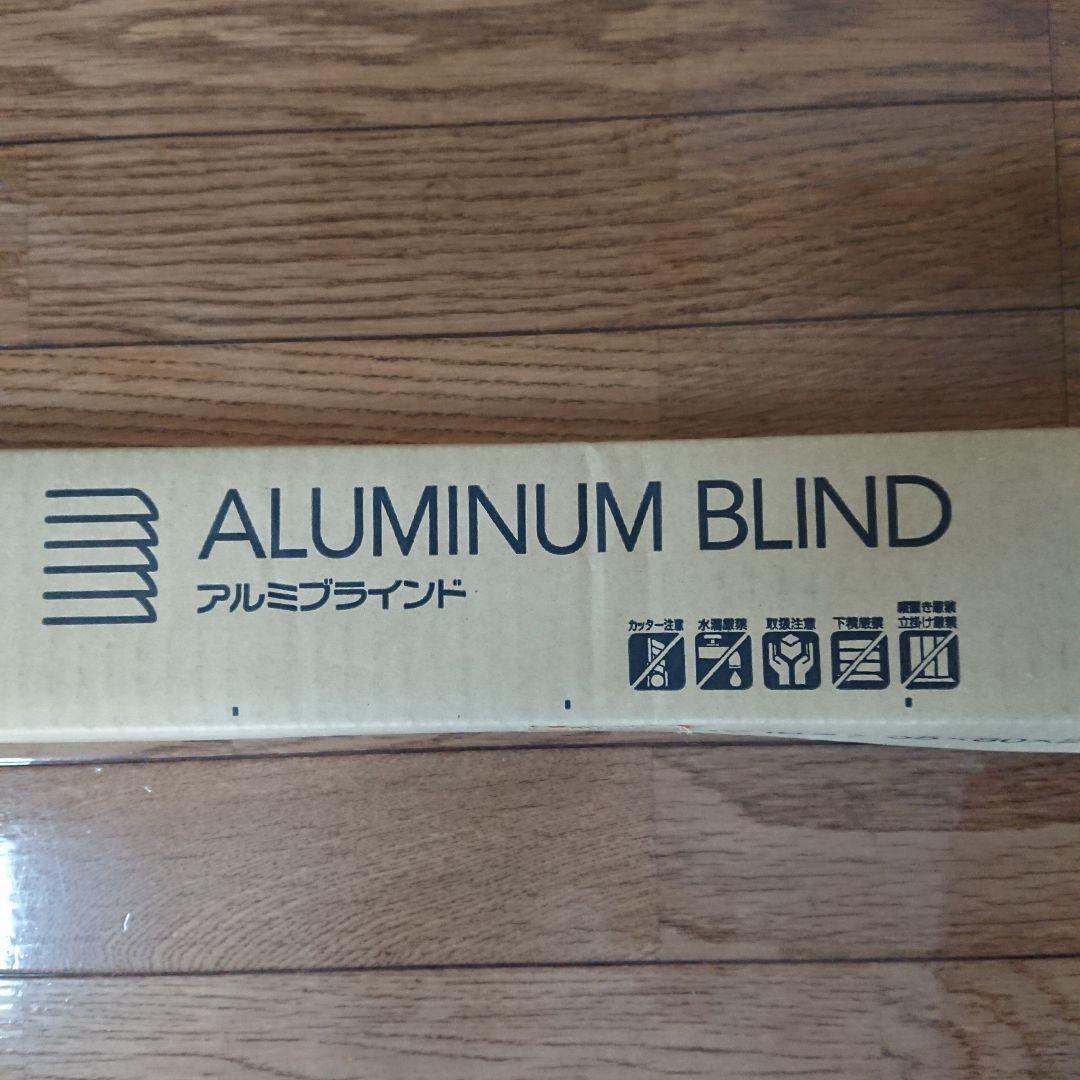 ALUMINUM BLIND
アルミブラインド
カッター注意 水濡厳禁 取扱注意 下積厳禁 縦置き厳禁
立掛け厳禁